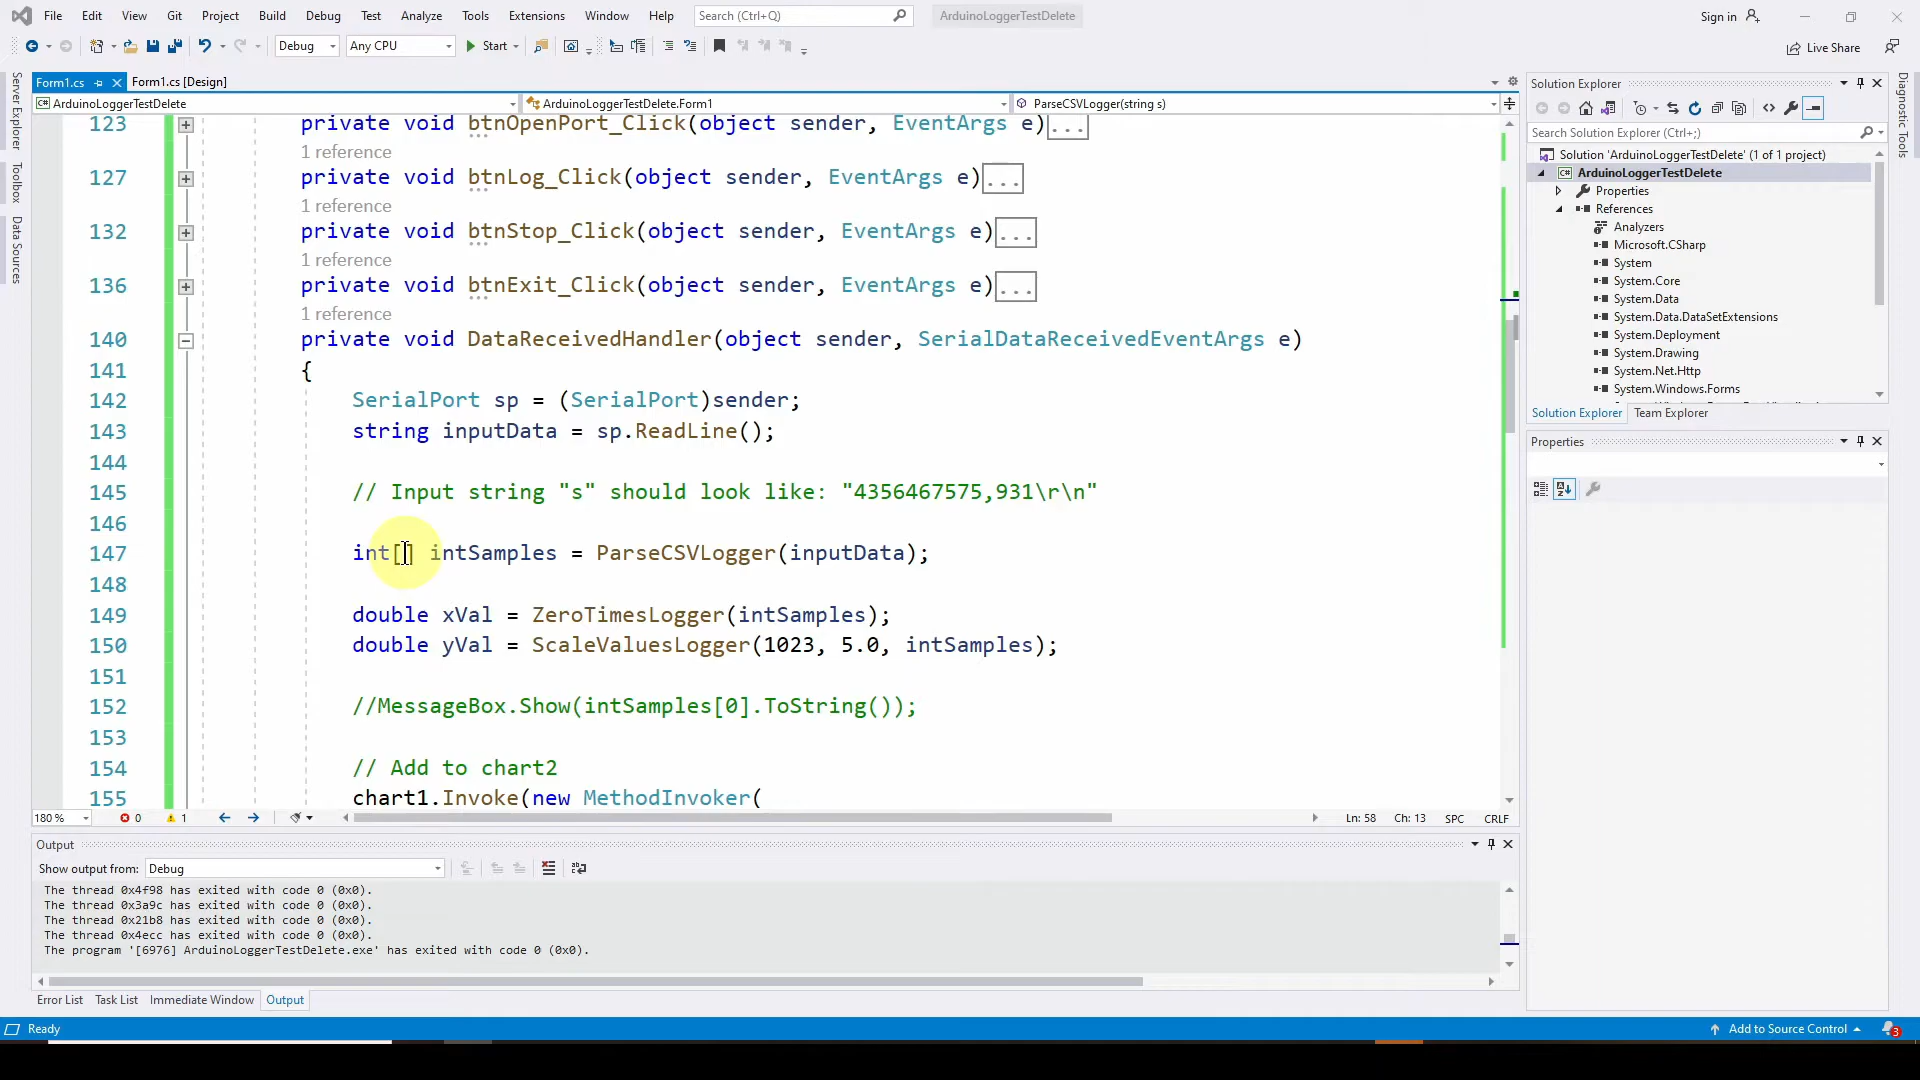 File Edit View Git Project Build Debug Test Analyze Tools Extensions Window Help Search (Ctrl+Q) ArduinoLoggerTestDelete Sign in
Debug Any CPU Start Live Share
Form1.cs Form1.cs [Design]
ArduinoLoggerTestDelete ArduinoLoggerTestDelete.Form1 ParseCSVLogger(string s)
Server Explorer
Toolbox
Data Sources
123 private void btnOpenPort_Click(object sender, EventArgs e)...
1 reference
127 private void btnLog_Click(object sender, EventArgs e)...
1 reference
132 private void btnStop_Click(object sender, EventArgs e)...
1 reference
136 private void btnExit_Click(object sender, EventArgs e)...
1 reference
140 private void DataReceivedHandler(object sender, SerialDataReceivedEventArgs e)
141 {
142 SerialPort sp = (SerialPort)sender;
143 string inputData = sp.ReadLine();
144
145 // Input string "s" should look like: "4356467575,931\r\n"
146
147 int[] intSamples = ParseCSVLogger(inputData);
148
149 double xVal = ZeroTimesLogger(intSamples);
150 double yVal = ScaleValuesLogger(1023, 5.0, intSamples);
151
152 //MessageBox.Show(intSamples[0].ToString());
153
154 // Add to chart2
155 chart1.Invoke(new MethodInvoker(
180 % 0 1 Ln: 58 Ch: 13 SPC CRLF
Output
Show output from: Debug
The thread 0x4f98 has exited with code 0 (0x0).
The thread 0x3a9c has exited with code 0 (0x0).
The thread 0x21b8 has exited with code 0 (0x0).
The thread 0x4ecc has exited with code 0 (0x0).
The program '[6976] ArduinoLoggerTestDelete.exe' has exited with code 0 (0x0).
Error List Task List Immediate Window Output
Solution Explorer
Search Solution Explorer (Ctrl+;)
Solution 'ArduinoLoggerTestDelete' (1 of 1 project)
C# ArduinoLoggerTestDelete
Properties
References
Analyzers
Microsoft.CSharp
System
System.Core
System.Data
System.Data.DataSetExtensions
System.Deployment
System.Drawing
System.Net.Http
System.Windows.Forms
Solution Explorer Team Explorer
Properties
Diagnostic Tools
Ready Add to Source Control 3